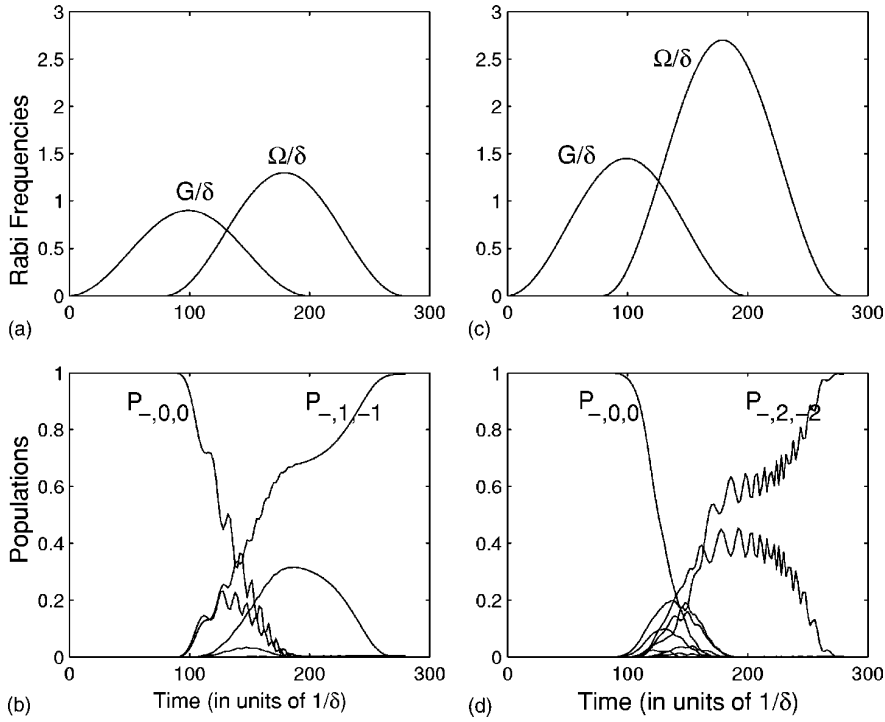 3
2.5
2
1.5
1
0.5
0
Rabi Frequencies
G/δ
Ω/δ
0
100
200
300
(a)
3
2.5
2
1.5
1
0.5
0
G/δ
Ω/δ
0
100
200
300
(c)
1
0.8
0.6
0.4
0.2
0
Populations
P_{-,0,0}
P_{-,1,-1}
0
100
200
300
(b)
Time (in units of 1/δ)
1
0.8
0.6
0.4
0.2
0
P_{-,0,0}
P_{-,2,-2}
0
100
200
300
(d)
Time (in units of 1/δ)